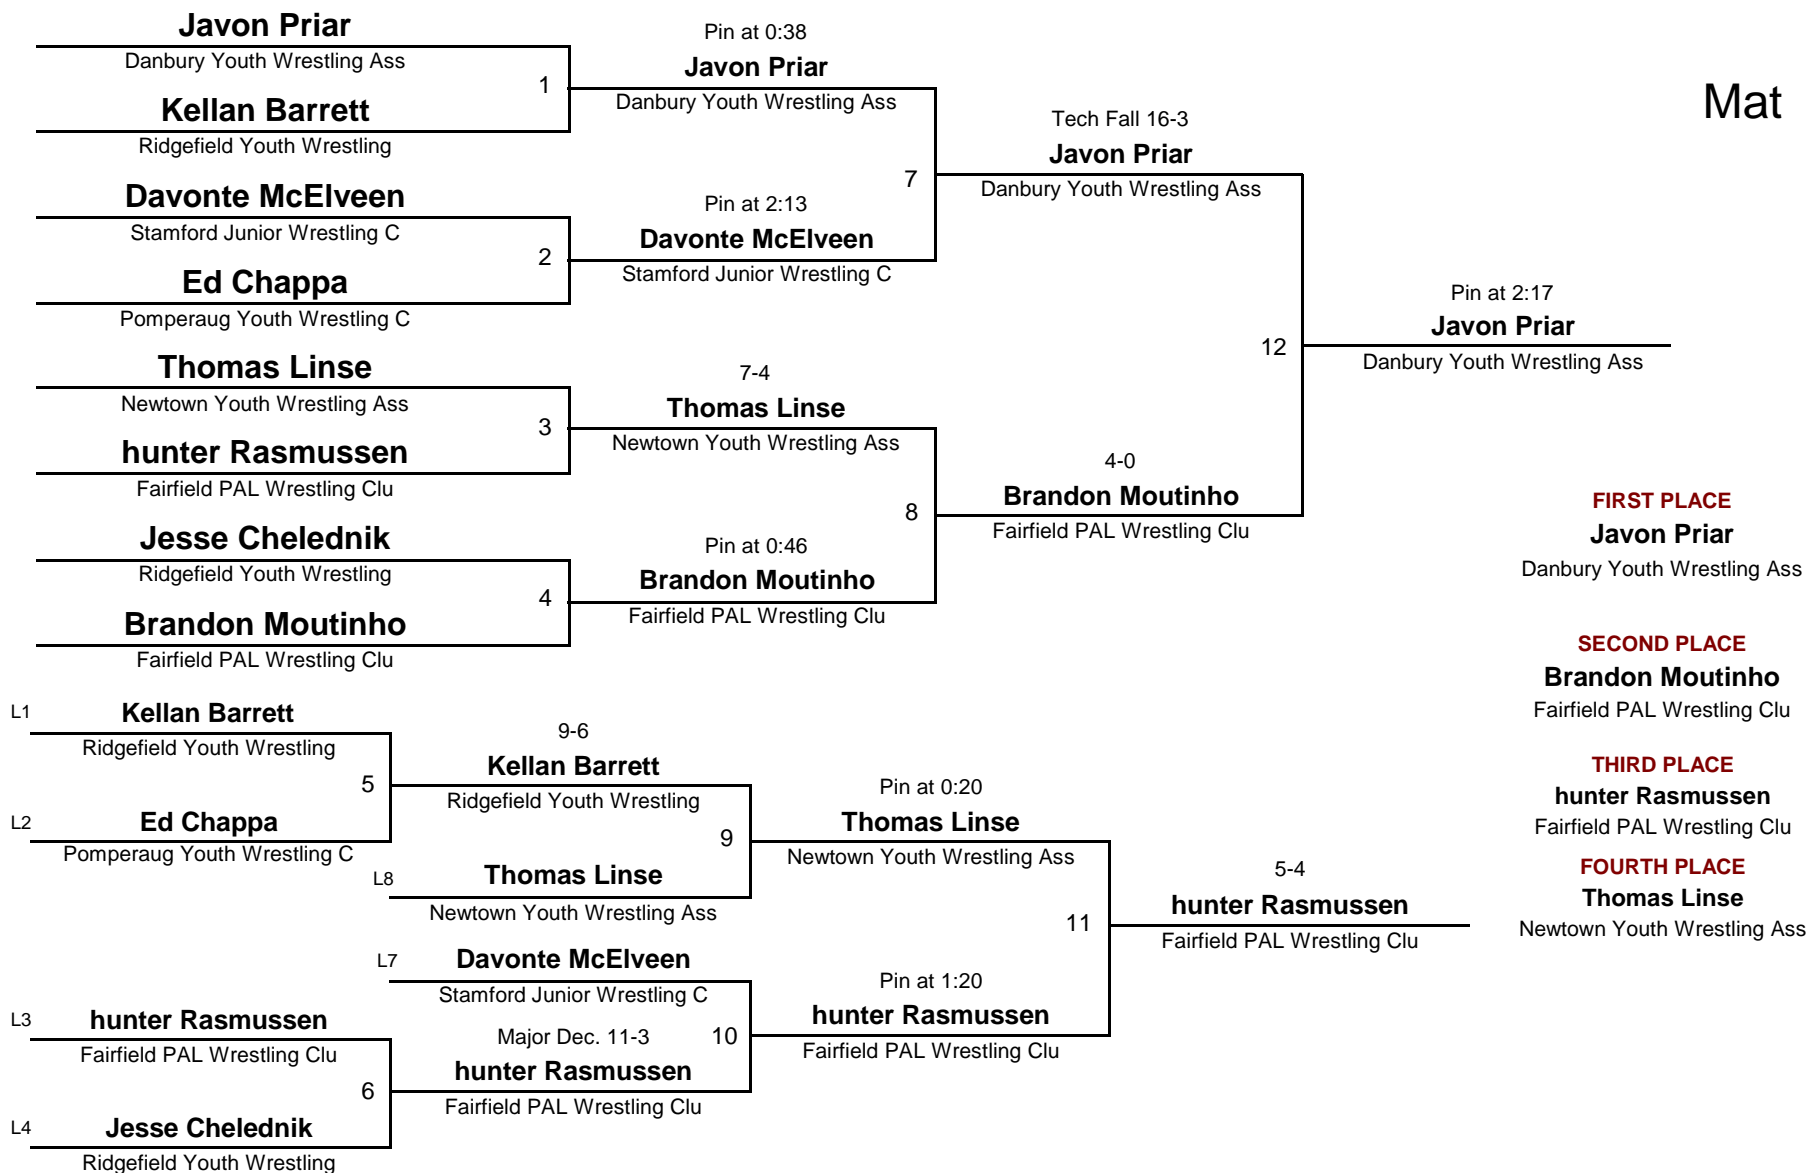 Javon Priar
Danbury Youth Wrestling Ass
1
Kellan Barrett
Ridgefield Youth Wrestling
Davonte McElveen
Stamford Junior Wrestling C
2
Ed Chappa
Pomperaug Youth Wrestling C
Thomas Linse
Newtown Youth Wrestling Ass
3
hunter Rasmussen
Fairfield PAL Wrestling Clu
Jesse Chelednik
Ridgefield Youth Wrestling
4
Brandon Moutinho
Fairfield PAL Wrestling Clu
Pin at 0:38
Javon Priar
Danbury Youth Wrestling Ass
7
Pin at 2:13
Davonte McElveen
Stamford Junior Wrestling C
7-4
Thomas Linse
Newtown Youth Wrestling Ass
8
Pin at 0:46
Brandon Moutinho
Fairfield PAL Wrestling Clu
Tech Fall 16-3
Javon Priar
Danbury Youth Wrestling Ass
12
4-0
Brandon Moutinho
Fairfield PAL Wrestling Clu
Pin at 2:17
Javon Priar
Danbury Youth Wrestling Ass
Mat
FIRST PLACE
Javon Priar
Danbury Youth Wrestling Ass
SECOND PLACE
Brandon Moutinho
Fairfield PAL Wrestling Clu
THIRD PLACE
hunter Rasmussen
Fairfield PAL Wrestling Clu
FOURTH PLACE
Thomas Linse
Newtown Youth Wrestling Ass
L1
Kellan Barrett
Ridgefield Youth Wrestling
5
L2
Ed Chappa
Pomperaug Youth Wrestling C
9-6
Kellan Barrett
Ridgefield Youth Wrestling
9
L8
Thomas Linse
Newtown Youth Wrestling Ass
L7
Davonte McElveen
Stamford Junior Wrestling C
10
Major Dec. 11-3
hunter Rasmussen
Fairfield PAL Wrestling Clu
L3
hunter Rasmussen
Fairfield PAL Wrestling Clu
6
L4
Jesse Chelednik
Ridgefield Youth Wrestling
Pin at 0:20
Thomas Linse
Newtown Youth Wrestling Ass
11
Pin at 1:20
hunter Rasmussen
Fairfield PAL Wrestling Clu
5-4
hunter Rasmussen
Fairfield PAL Wrestling Clu